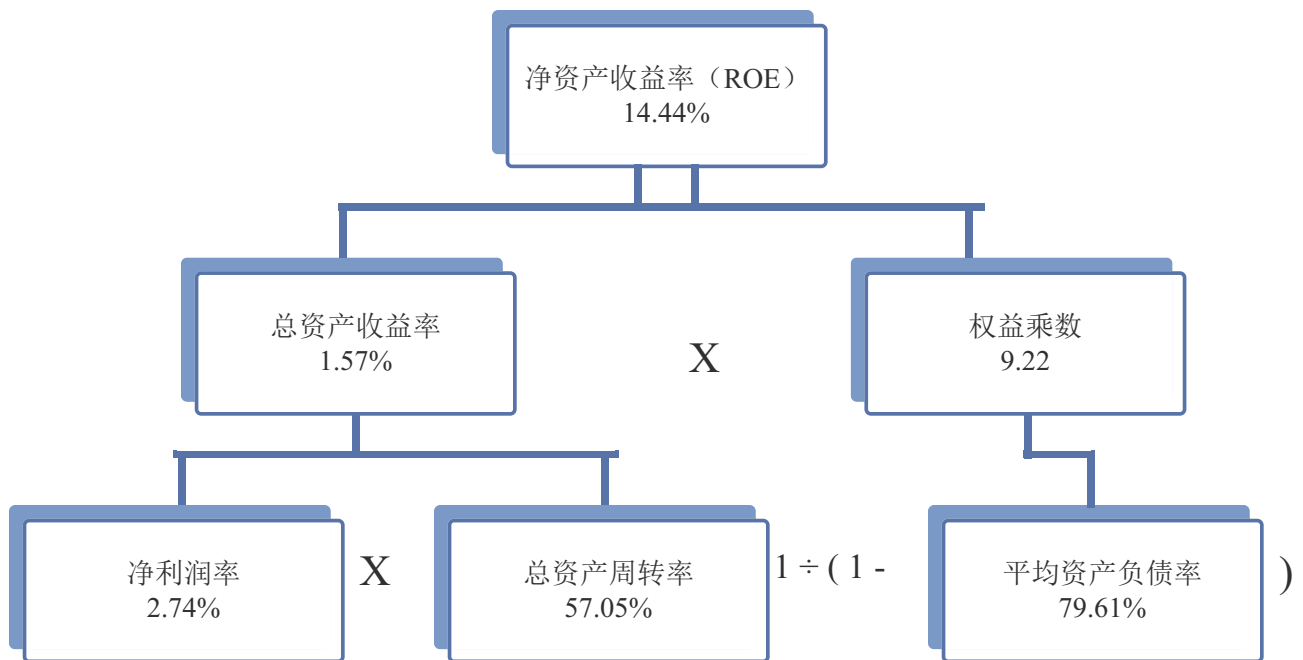 净资产收益率（ROE）
14.44%
总资产收益率
1.57%
X
权益乘数
9.22
净利润率
2.74%
X
总资产周转率
57.05%
1 ÷ ( 1 -
平均资产负债率
79.61%
)